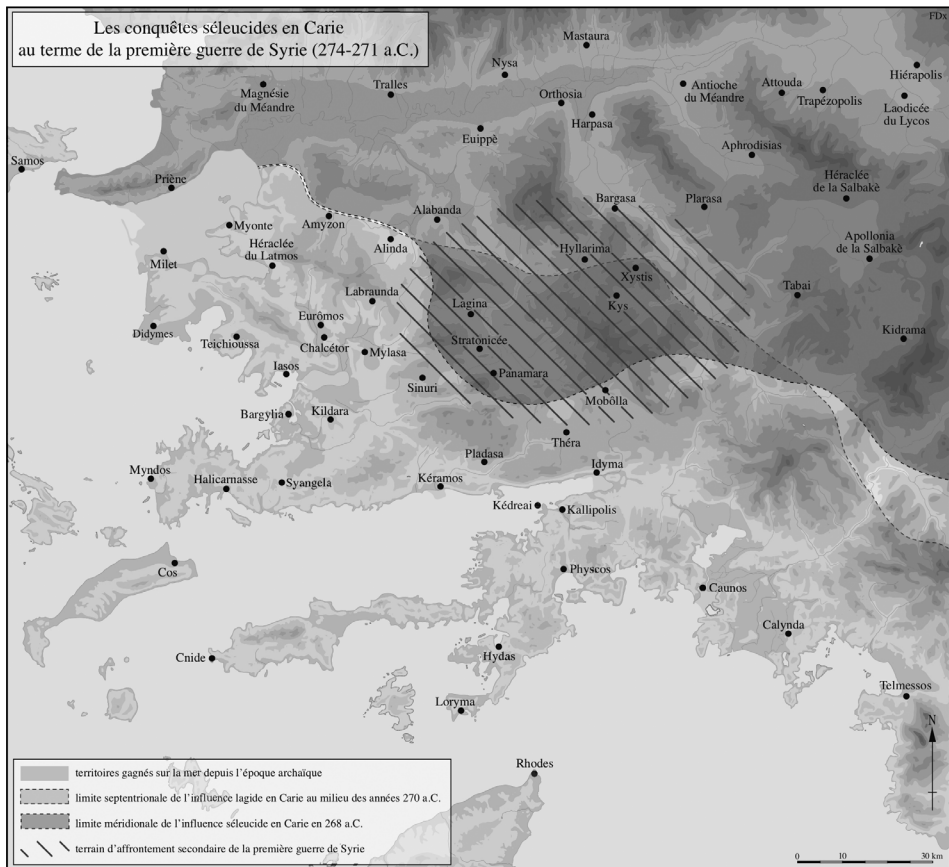 Les conquêtes séleucides en Carie
au terme de la première guerre de Syrie (274-271 a.C.)
FDx
Mastaura
Nysa
Hiérapolis
Magnésie
du Méandre
Tralles
Orthosia
Antioche
du Méandre
Attouda
Trapézopolis
Laodicée
du Lycos
Harpasa
Euippè
Aphrodisias
Samos
Priène
Héraclée
de la Salbakè
Bargasa
Plarasa
Myonte
Amyzon
Alabanda
Alinda
Milet
Héraclée
du Latmos
Hyllarima
Apollonia
de la Salbakè
Xystis
Tabai
Labraunda
Lagina
Kys
Didymes
Teichioussa
Eurômos
Chalcétor
Mylasa
Stratonicée
Kidrama
Iasos
Sinuri
Panamara
Mobôlla
Bargylia
Kildara
Théra
Pladasa
Idyma
Myndos
Halicarnasse
Syangela
Kéramos
Kédreai
Kallipolis
Cos
Physcos
Caunos
Calynda
Cnide
Hydas
Telmessos
Loryma
N
Rhodes
territoires gagnés sur la mer depuis l'époque archaïque
limite septentrionale de l'influence lagide en Carie au milieu des années 270 a.C.
limite méridionale de l'influence séleucide en Carie en 268 a.C.
terrain d'affrontement secondaire de la première guerre de Syrie
0 10 30 km